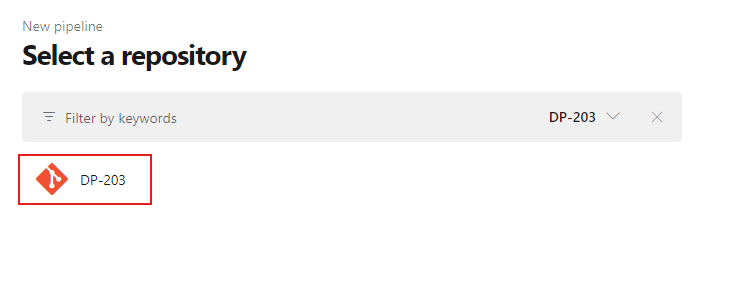 New pipeline
Select a repository
Filter by keywords DP-203
DP-203